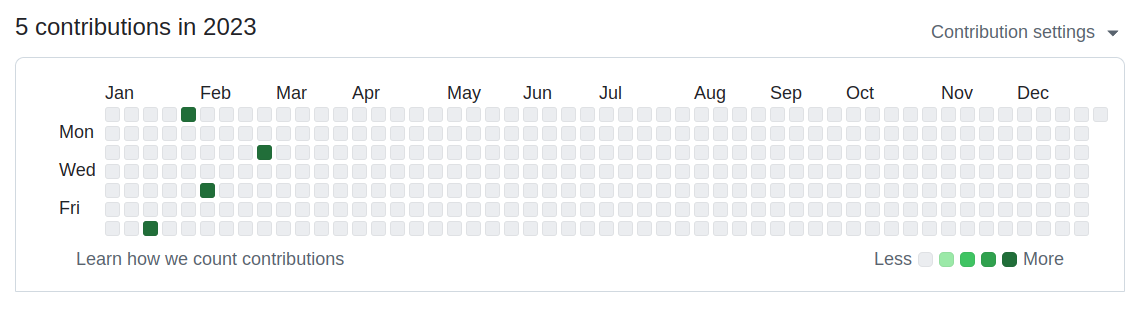 5 contributions in 2023
Contribution settings
Jan Feb Mar Apr May Jun Jul Aug Sep Oct Nov Dec
Mon
Wed
Fri
Learn how we count contributions
Less More